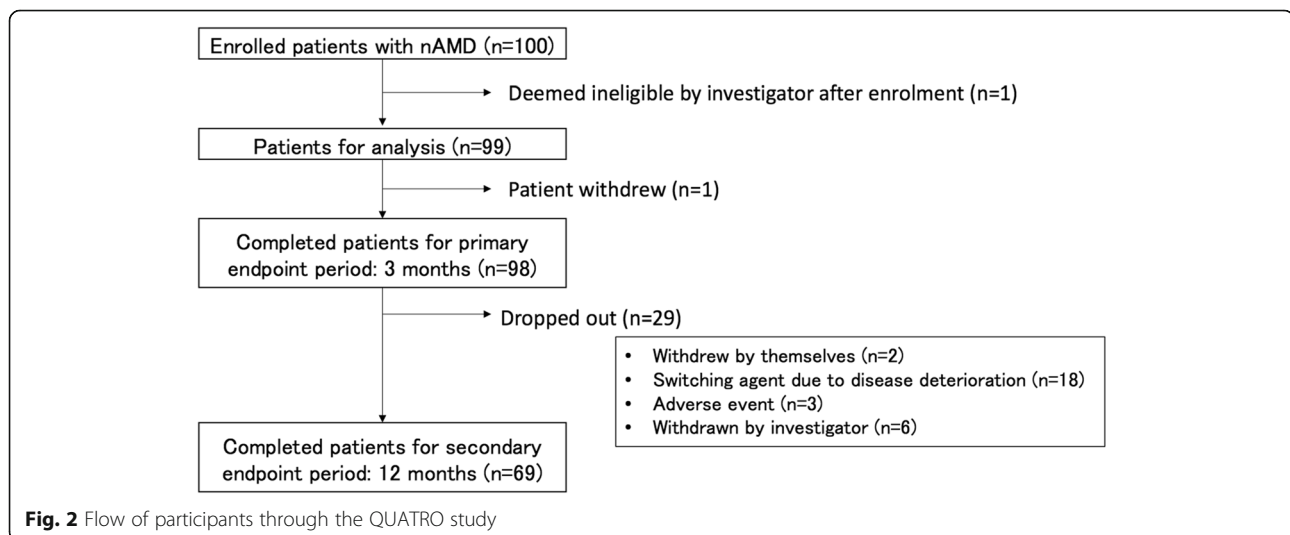 Enrolled patients with nAMD (n=100)
Deemed ineligible by investigator after enrolment (n=1)
Patients for analysis (n=99)
Patient withdrew (n=1)
Completed patients for primary
endpoint period: 3 months (n=98)
Dropped out (n=29)
• Withdrew by themselves (n=2)
• Switching agent due to disease deterioration (n=18)
• Adverse event (n=3)
• Withdrawn by investigator (n=6)
Completed patients for secondary
endpoint period: 12 months (n=69)
Fig. 2 Flow of participants through the QUATRO study